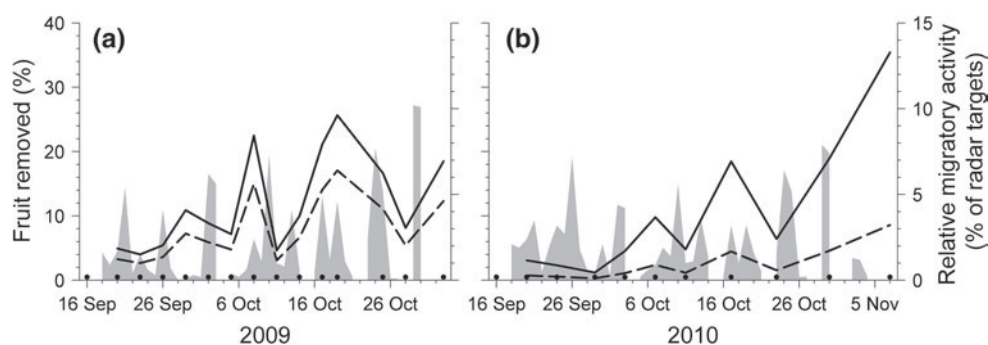 (a)
(b)
Fruit removed (%)
40
30
20
10
0
15
10
5
0
Relative migratory activity
(% of radar targets)
16 Sep 26 Sep 6 Oct 16 Oct 26 Oct
16 Sep 26 Sep 6 Oct 16 Oct 26 Oct 5 Nov
2009
2010